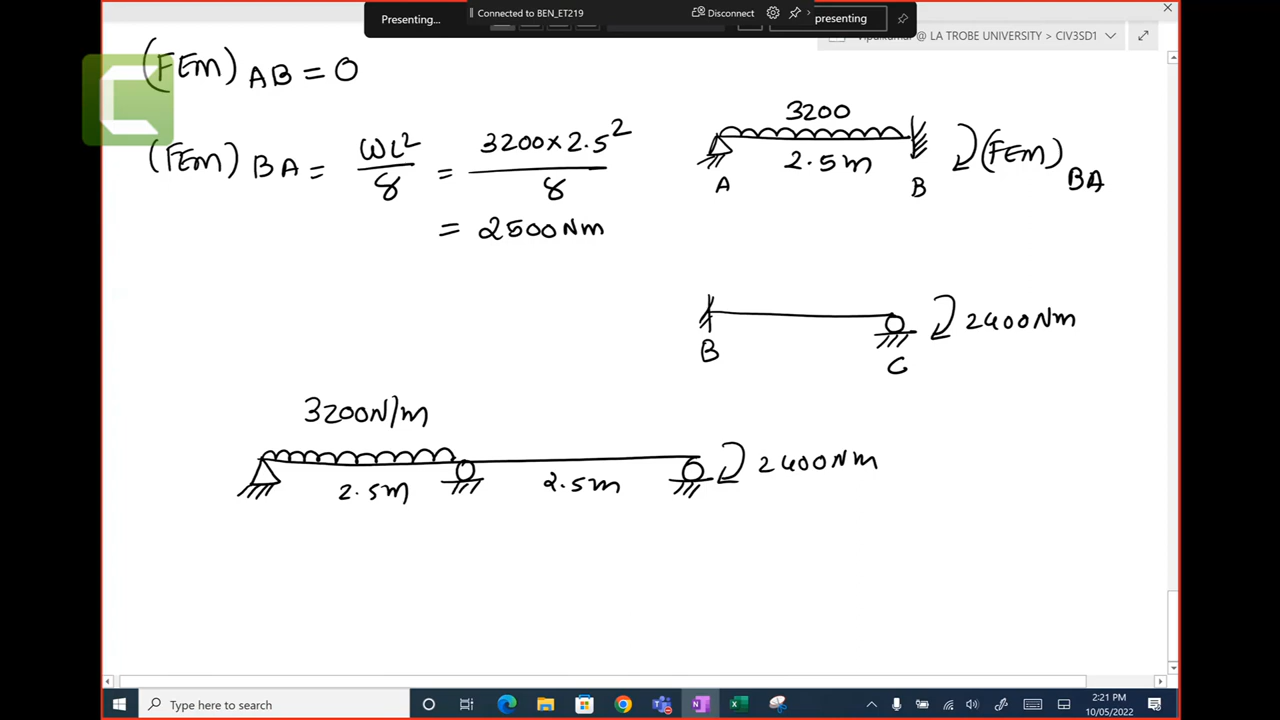 Presenting...
Connected to BEN_ET219
Disconnect
presenting
@ LA TROBE UNIVERSITY > CIV3SD1
(FEM) AB = 0
(FEM) BA = WL²/8 = 3200×2.5²/8
= 2500Nm
3200
2.5m
A
B
(FEM) BA
B
C
2400Nm
3200N/m
2.5m
2.5m
2400Nm
Type here to search
2:21 PM
10/05/2022